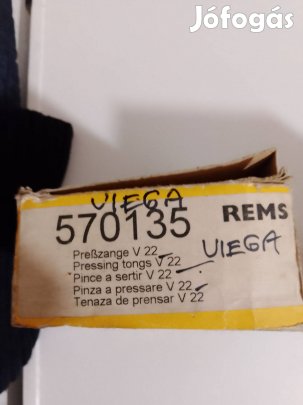 Jófogás
VIEGA
570135 REMS
Preßzange V 22
Pressing tongs V 22
VIEGA
Pince a sertir V 22
Pinza a pressare V 22
Tenaza de prensar V 22